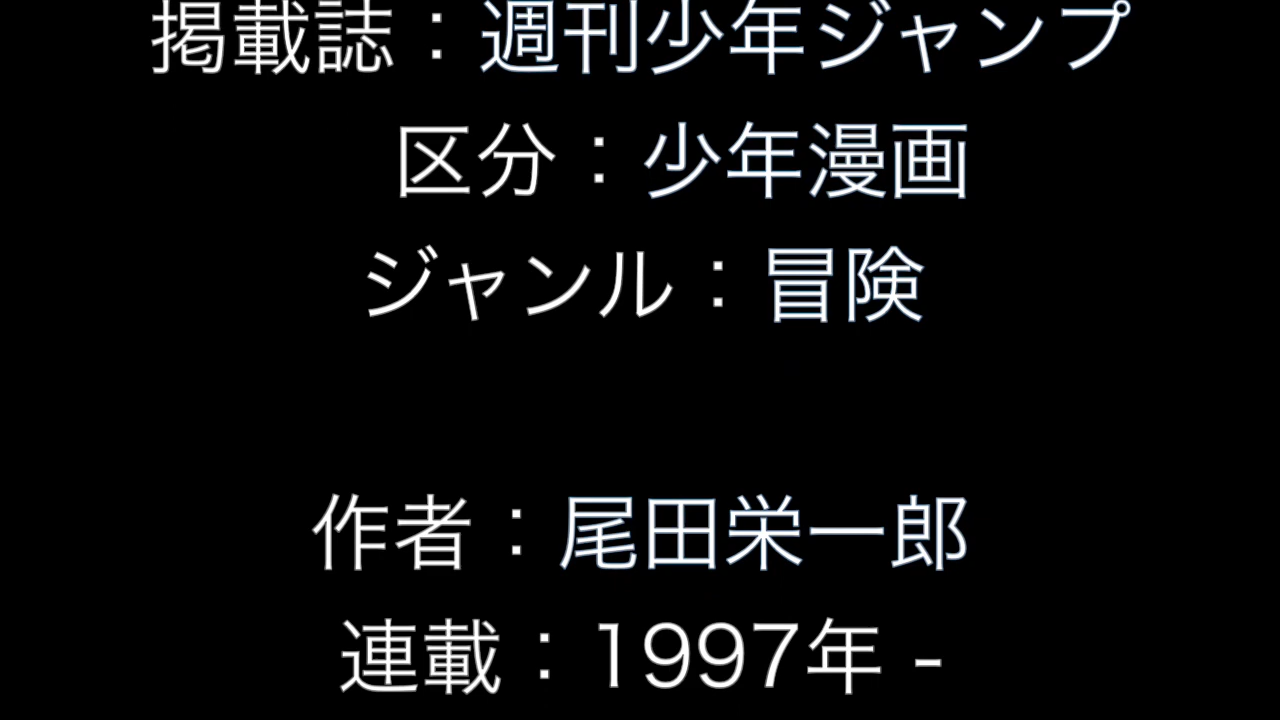 掲載誌：週刊少年ジャンプ
区分：少年漫画
ジャンル：冒険
作者：尾田栄一郎
連載：1997年 -